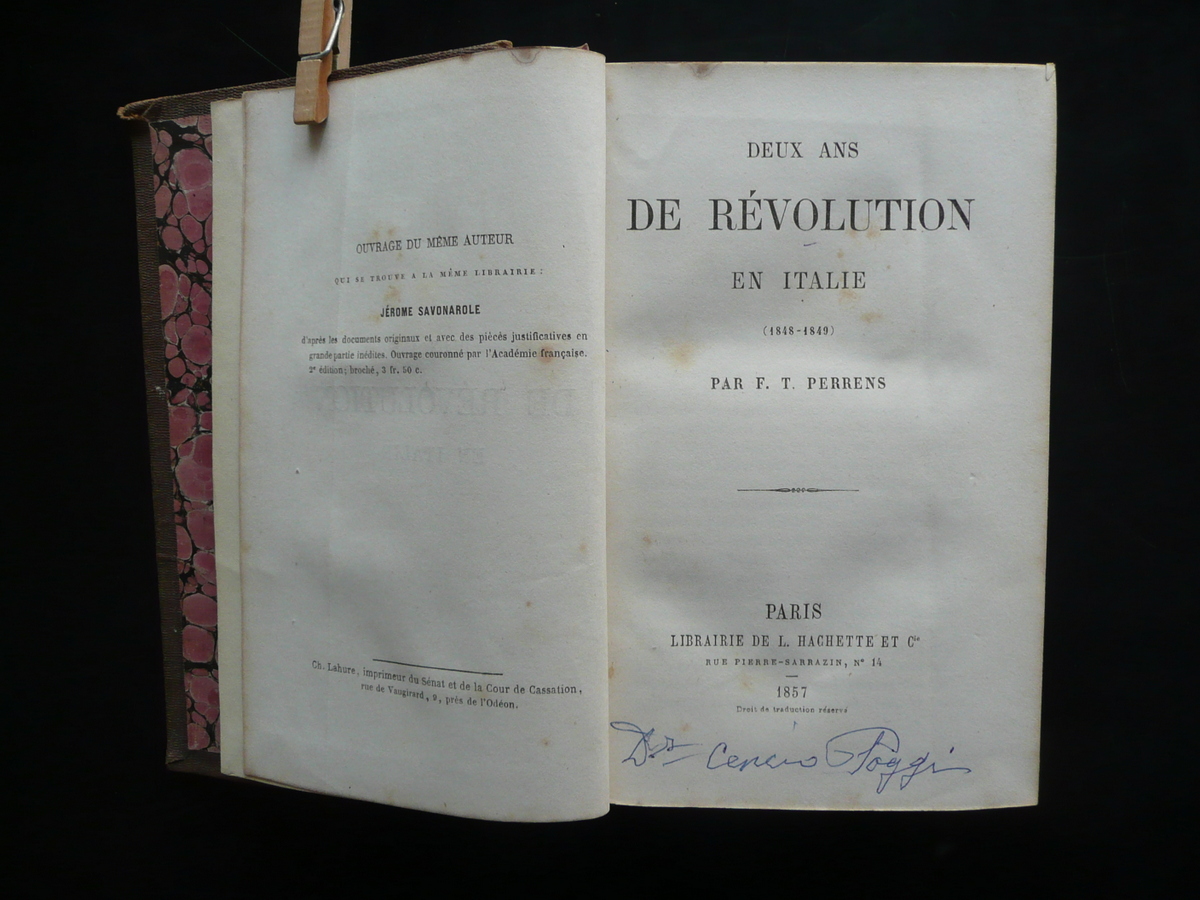 OUVRAGE DU MÊME AUTEUR
QUI SE TROUVE A LA MÊME LIBRAIRIE :
JÉROME SAVONAROLE
d'après les documents originaux et avec des pièces justificatives en
grande partie inédites. Ouvrage couronné par l'Académie française.
2e édition; broché, 3 fr. 50 c.
Ch. Lahure, imprimeur du Sénat et de la Cour de Cassation,
rue de Vaugirard, 9, près de l'Odéon.
DEUX ANS
DE RÉVOLUTION
EN ITALIE
(1848-1849)
PAR F. T. PERRENS
PARIS
LIBRAIRIE DE L. HACHETTE ET Cie
RUE PIERRE-SARRAZIN, N° 14
1857
Droit de traduction réservé
Poggi